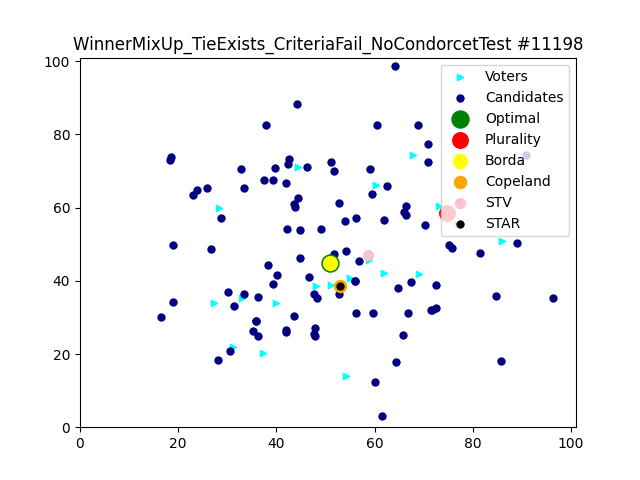 WinnerMixUp_TieExists_CriteriaFail_NoCondorcetTest #11198
100
80
60
40
20
0
0 20 40 60 80 100
Voters
Candidates
Optimal
Plurality
Borda
Copeland
STV
STAR